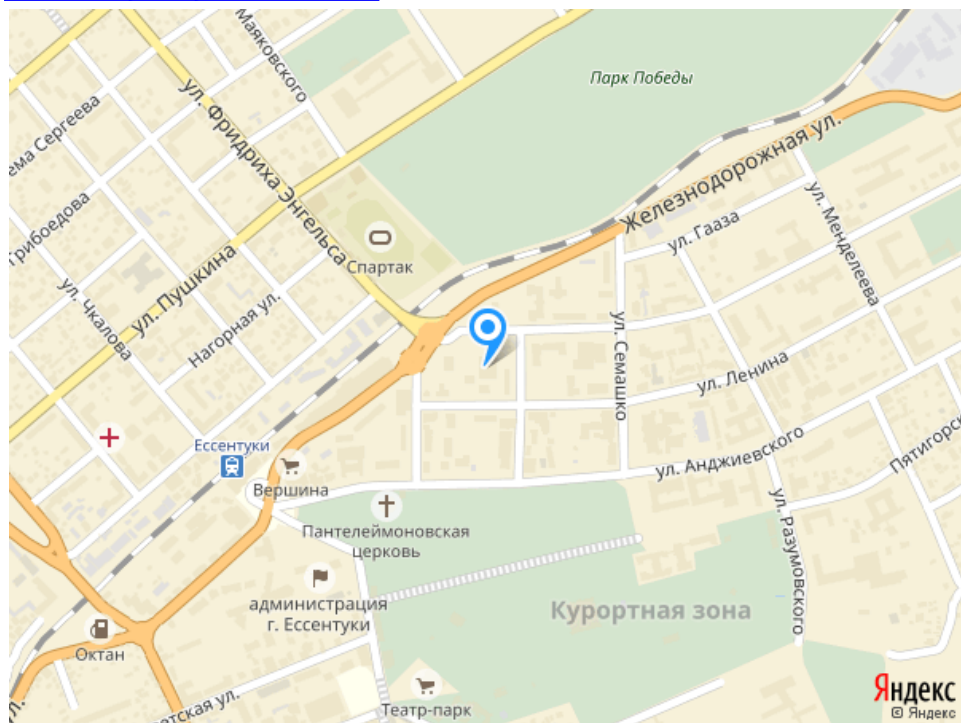 Маяковского
Парк Победы
ема Сергеева
ул. Фридриха Энгельса
Железнодорожная ул.
ул. Гааза
ул. Менделеева
Грибоедова
ул. Пушкина
Спартак
ул. Чкалова
Нагорная ул.
ул. Семашко
ул. Ленина
Ессентуки
ул. Анджиевского
Пятигорск
Вершина
Пантелеймоновская
церковь
ул. Разумовского
администрация
г. Ессентуки
Курортная зона
Октан
ул.
етская ул.
Театр-парк
Яндекс
© Яндекс